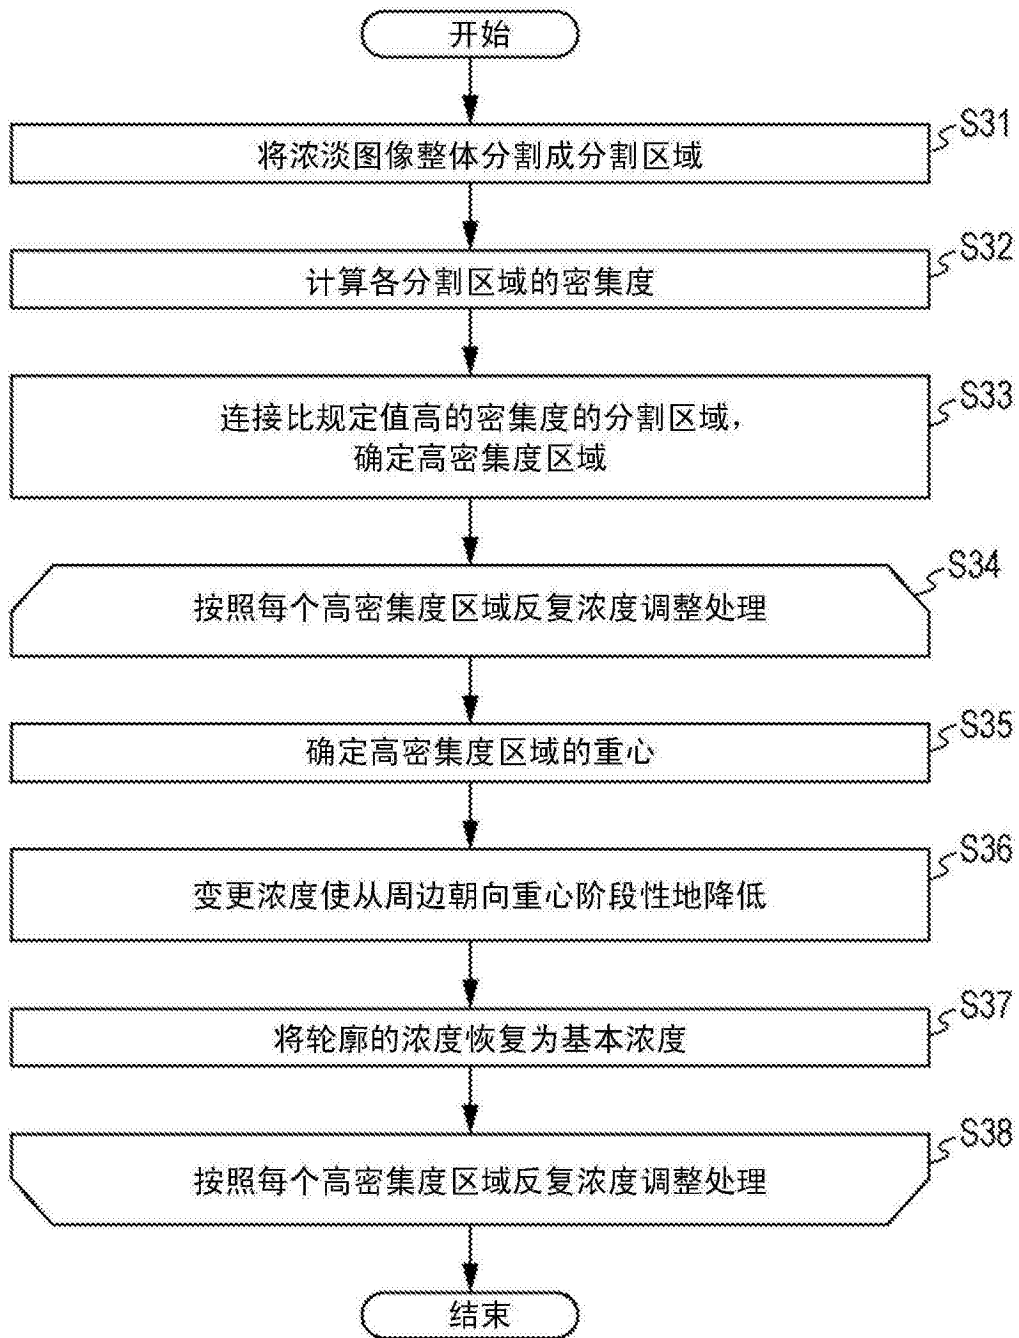 开始
S31
将浓淡图像整体分割成分割区域
S32
计算各分割区域的密集度
S33
连接比规定值高的密集度的分割区域，
确定高密集度区域
S34
按照每个高密集度区域反复浓度调整处理
S35
确定高密集度区域的重心
S36
变更浓度使从周边朝向重心阶段性地降低
S37
将轮廓的浓度恢复为基本浓度
S38
按照每个高密集度区域反复浓度调整处理
结束